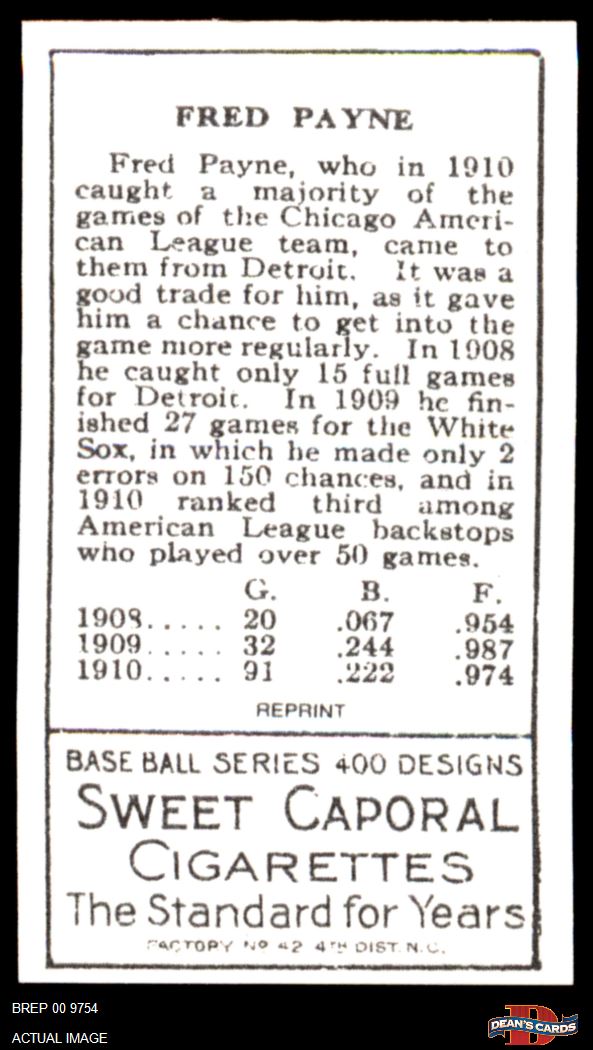 FRED PAYNE
Fred Payne, who in 1910
caught a majority of the
games of the Chicago Ameri-
can League team, came to
them from Detroit. It was a
good trade for him, as it gave
him a chance to get into the
game more regularly. In 1908
he caught only 15 full games
for Detroit. In 1909 he fin-
ished 27 games for the White
Sox, in which he made only 2
errors on 150 chances, and in
1910 ranked third among
American League backstops
who played over 50 games.
G. B. F.
1908..... 20 .067 .954
1909..... 32 .244 .987
1910..... 91 .222 .974
REPRINT
BASE BALL SERIES 400 DESIGNS
SWEET CAPORAL
CIGARETTES
The Standard for Years
FACTORY No 42 4TH DIST. N.C.
BREP 00 9754
ACTUAL IMAGE
D
DEAN'S CARDS